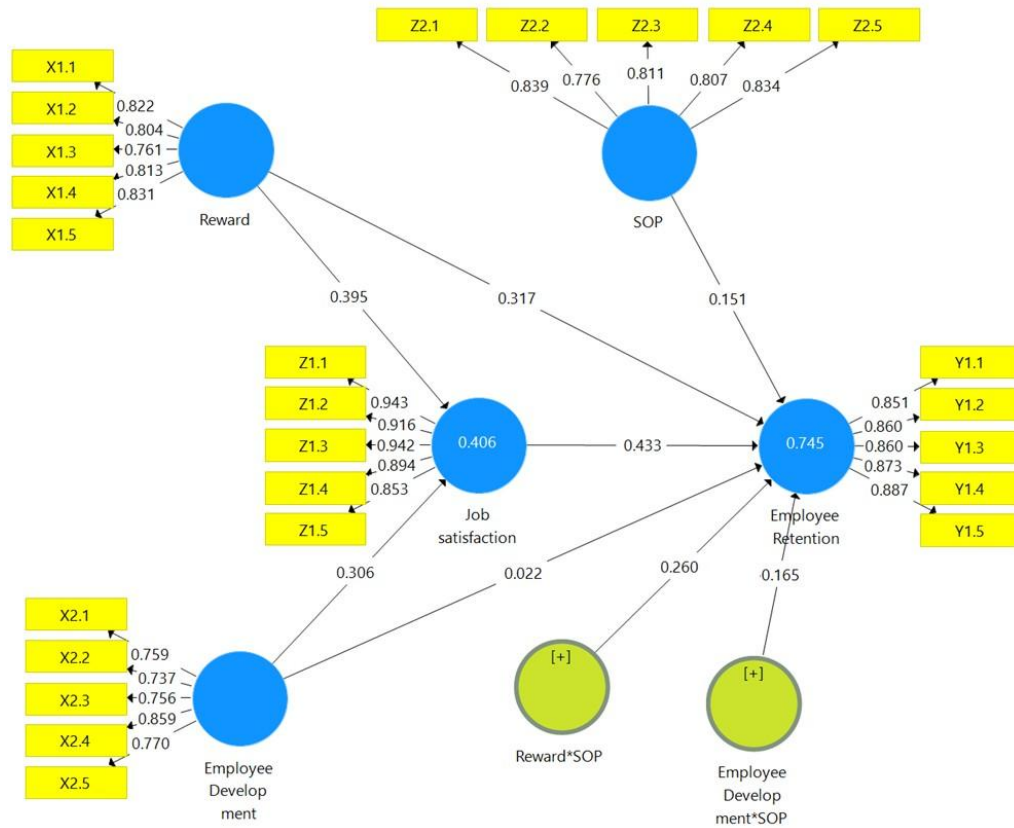 Z2.1 Z2.2 Z2.3 Z2.4 Z2.5
0.839 0.776 0.811 0.807 0.834
SOP
X1.1
X1.2
X1.3
X1.4
X1.5
0.822
0.804
0.761
0.813
0.831
Reward
0.395
0.317
0.151
Z1.1
Z1.2
Z1.3
Z1.4
Z1.5
0.943
0.916
0.942
0.894
0.853
0.406
Job
satisfaction
0.433
0.745
Employee
Retention
0.851
0.860
0.860
0.873
0.887
Y1.1
Y1.2
Y1.3
Y1.4
Y1.5
0.306
0.022
0.260
-0.165
X2.1
X2.2
X2.3
X2.4
X2.5
0.759
0.737
0.756
0.859
0.770
Employee
Develop
ment
[+]
Reward*SOP
[+]
Employee
Develop
ment*SOP